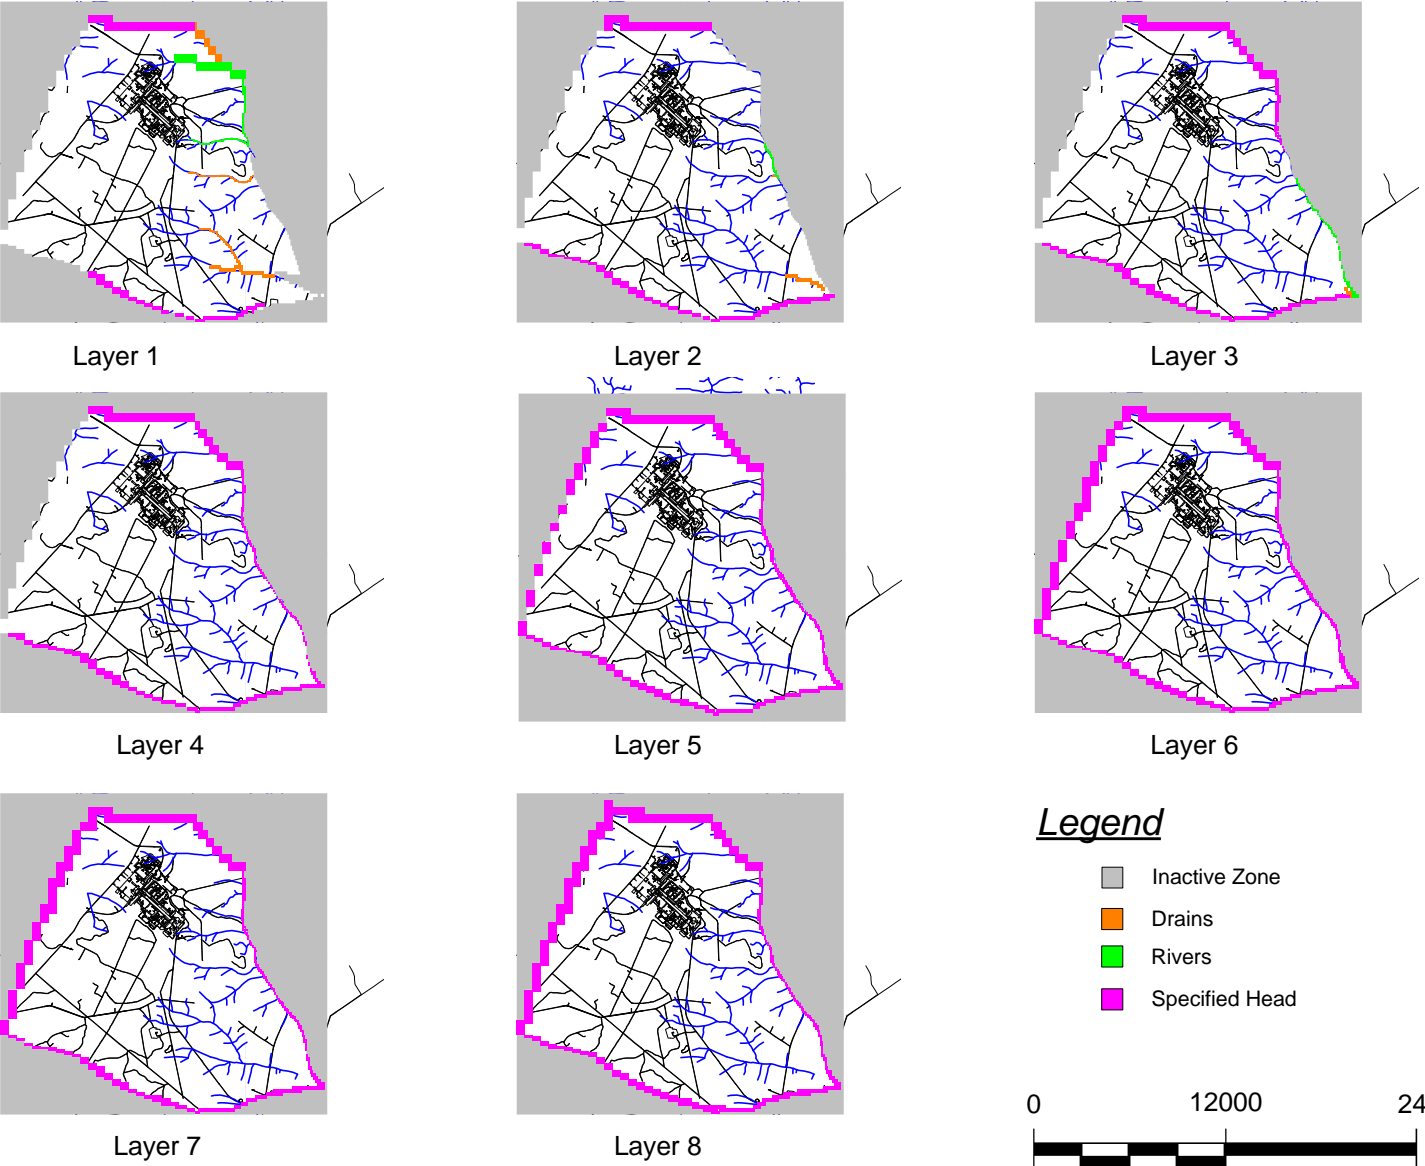 Layer 1
Layer 2
Layer 3
Layer 4
Layer 5
Layer 6
Layer 7
Layer 8
Legend
Inactive Zone
Drains
Rivers
Specified Head
0 12000 24